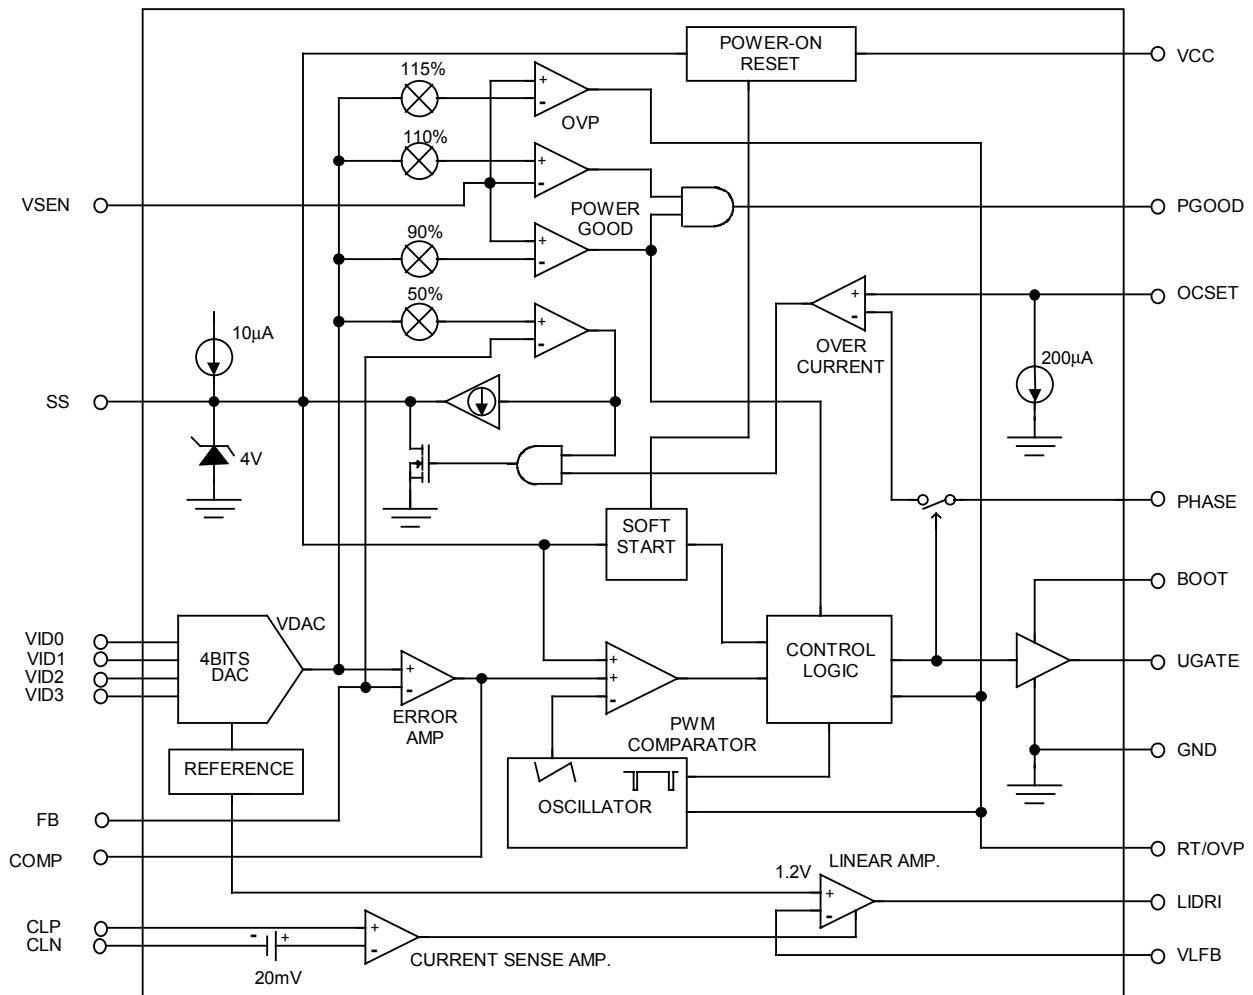 POWER-ON
RESET
VCC
115%
+
-
OVP
110%
+
-
VSEN
POWER
GOOD
PGOOD
90%
+
-
50%
+
-
OCSET
+
-
OVER
CURRENT
10µA
200µA
SS
4V
PHASE
SOFT
START
BOOT
VDAC
VID0
VID1
VID2
VID3
4BITS
DAC
+
-
ERROR
AMP
+
+
-
PWM
COMPARATOR
CONTROL
LOGIC
UGATE
GND
REFERENCE
OSCILLATOR
FB
COMP
RT/OVP
1.2V
LINEAR AMP.
+
-
LIDRI
CLP
CLN
-
+
20mV
+
-
CURRENT SENSE AMP.
VLFB